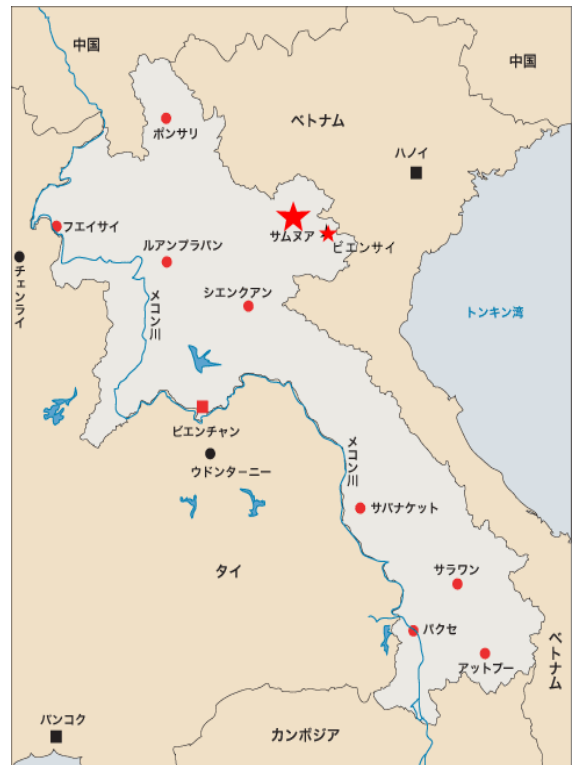 中国
中国
ベトナム
ポンサリ
ハノイ
フエイサイ
サムヌア
ビエンサイ
ルアンプラバン
チェンライ
シエンクアン
メコン川
トンキン湾
ビエンチャン
ウドンターニー
メコン川
サバナケット
タイ
サラワン
パクセ
アットプー
ベトナム
バンコク
カンボジア